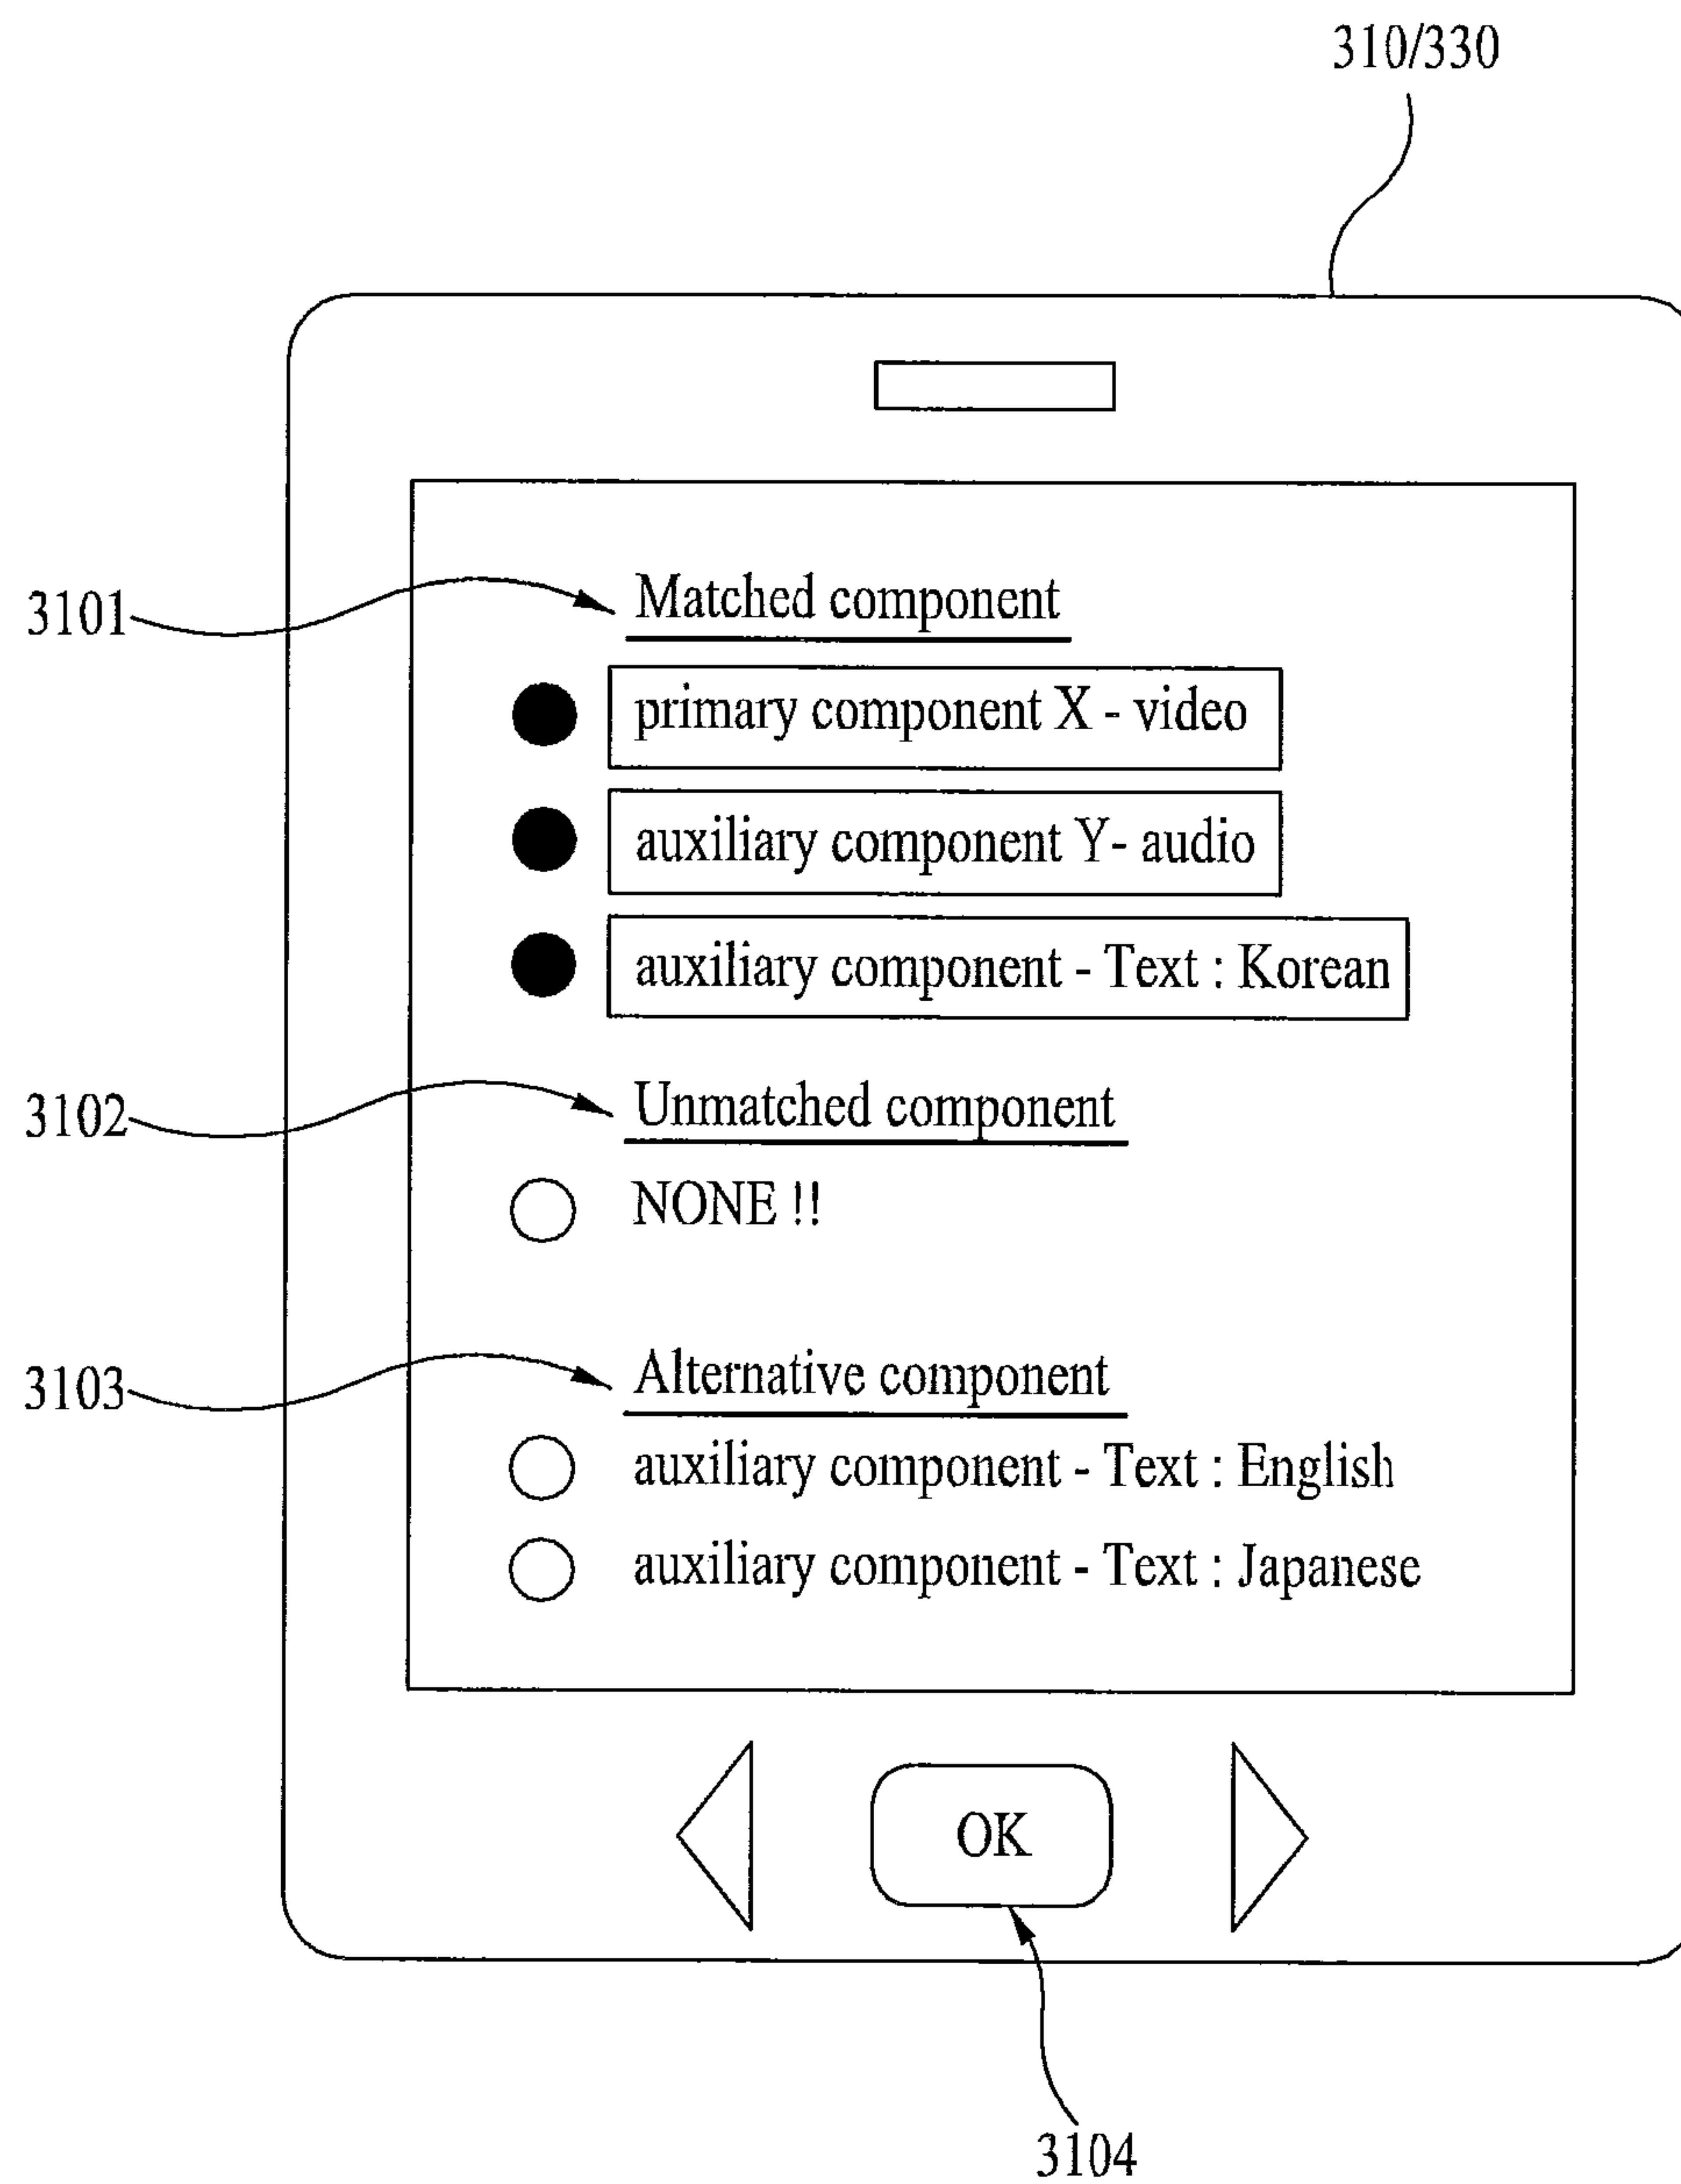 310/330
3101
Matched component
primary component X - video
auxiliary component Y- audio
auxiliary component - Text : Korean
3102
Unmatched component
NONE !!
3103
Alternative component
auxiliary component - Text : English
auxiliary component - Text : Japanese
OK
3104